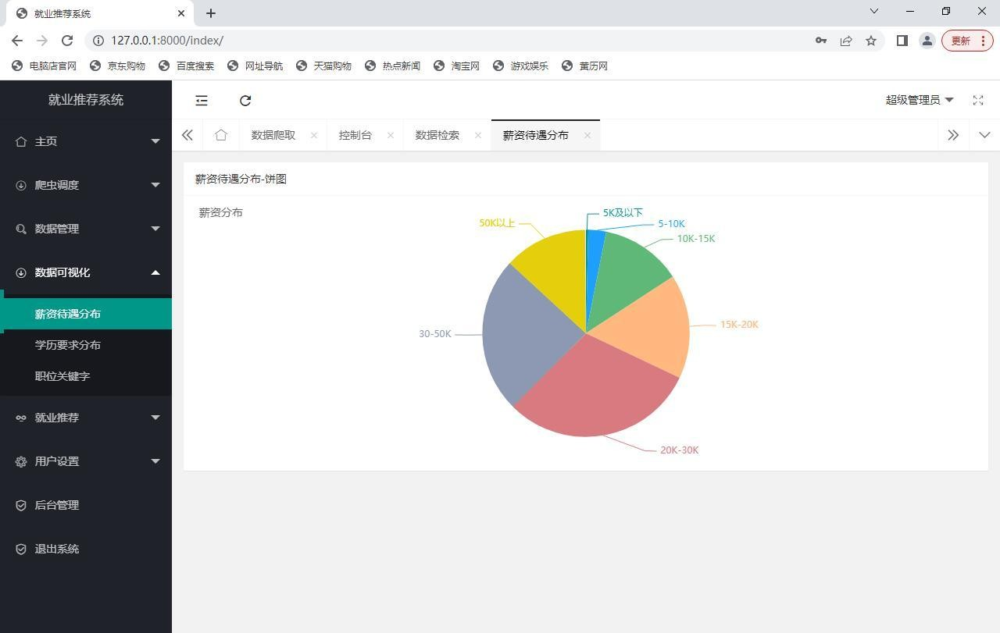 就业推荐系统
127.0.0.1:8000/index/
更新
电脑店官网 京东购物 百度搜索 网址导航 天猫购物 热点新闻 淘宝网 游戏娱乐 黄历网
就业推荐系统
超级管理员
数据爬取 控制台 数据检索 薪资待遇分布
主页
爬虫调度
数据管理
数据可视化
薪资待遇分布
学历要求分布
职位关键字
就业推荐
用户设置
后台管理
退出系统
薪资待遇分布-饼图
薪资分布
5K及以下
50K以上
5-10K
10K-15K
15K-20K
30-50K
20K-30K